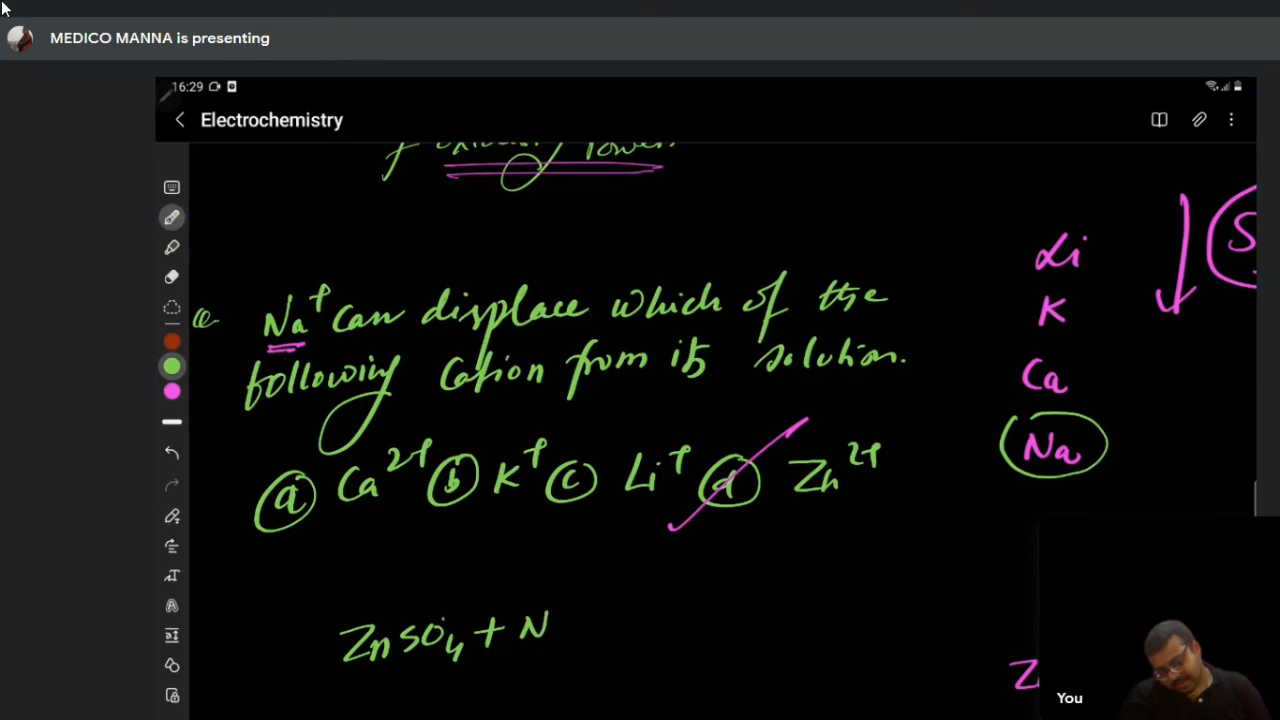 MEDICO MANNA is presenting
16:29
Electrochemistry
Power.
Li
K
Ca
Na
Q Na⁺ can displace which of the
following cation from its solution.
(a) Ca²⁺ (b) K⁺ (c) Li⁺ (d) Zn²⁺
ZnSO₄ + N
Z
You